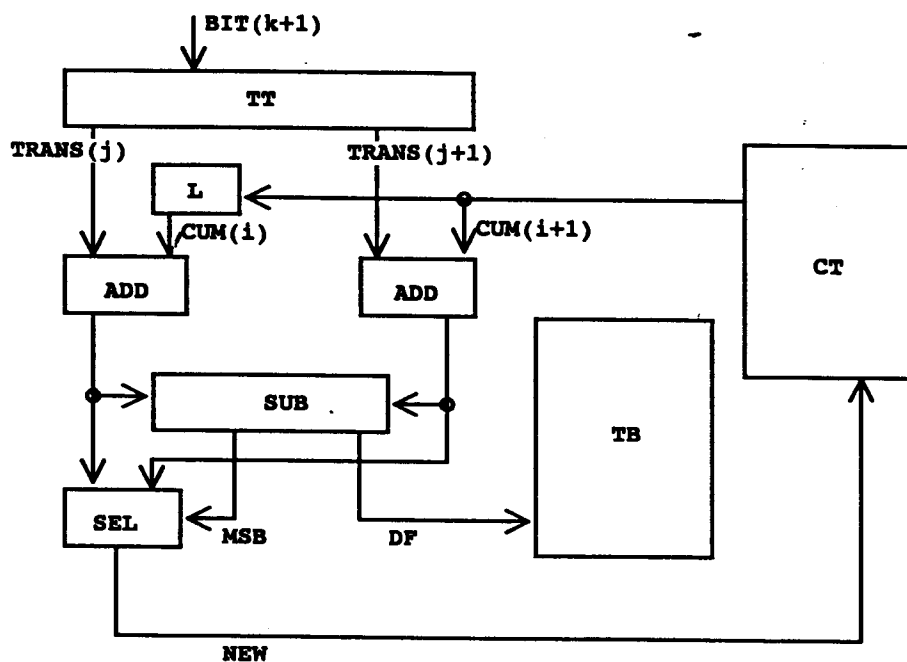 BIT(k+1)
TT
TRANS(j)
TRANS(j+1)
L
CUM(i)
CUM(i+1)
CT
ADD
ADD
SUB
TB
SEL
MSB
DF
NEW